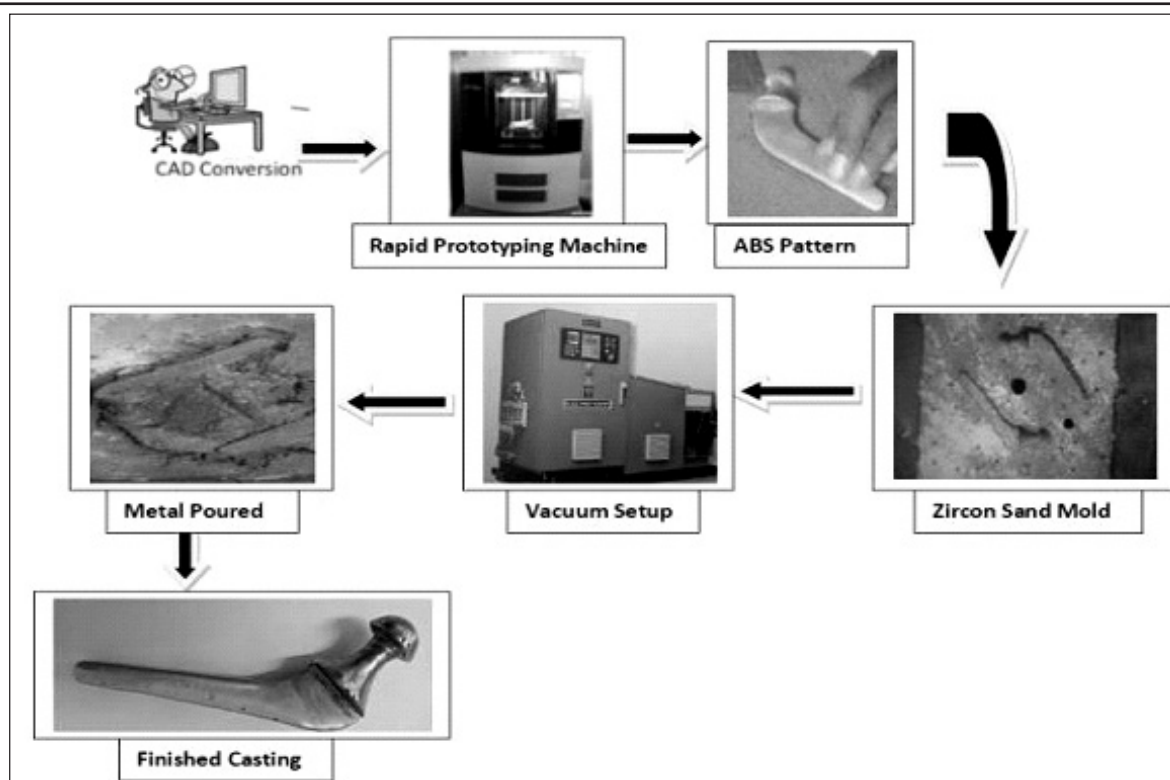 CAD Conversion
Rapid Prototyping Machine
ABS Pattern
Zircon Sand Mold
Vacuum Setup
Metal Poured
Finished Casting